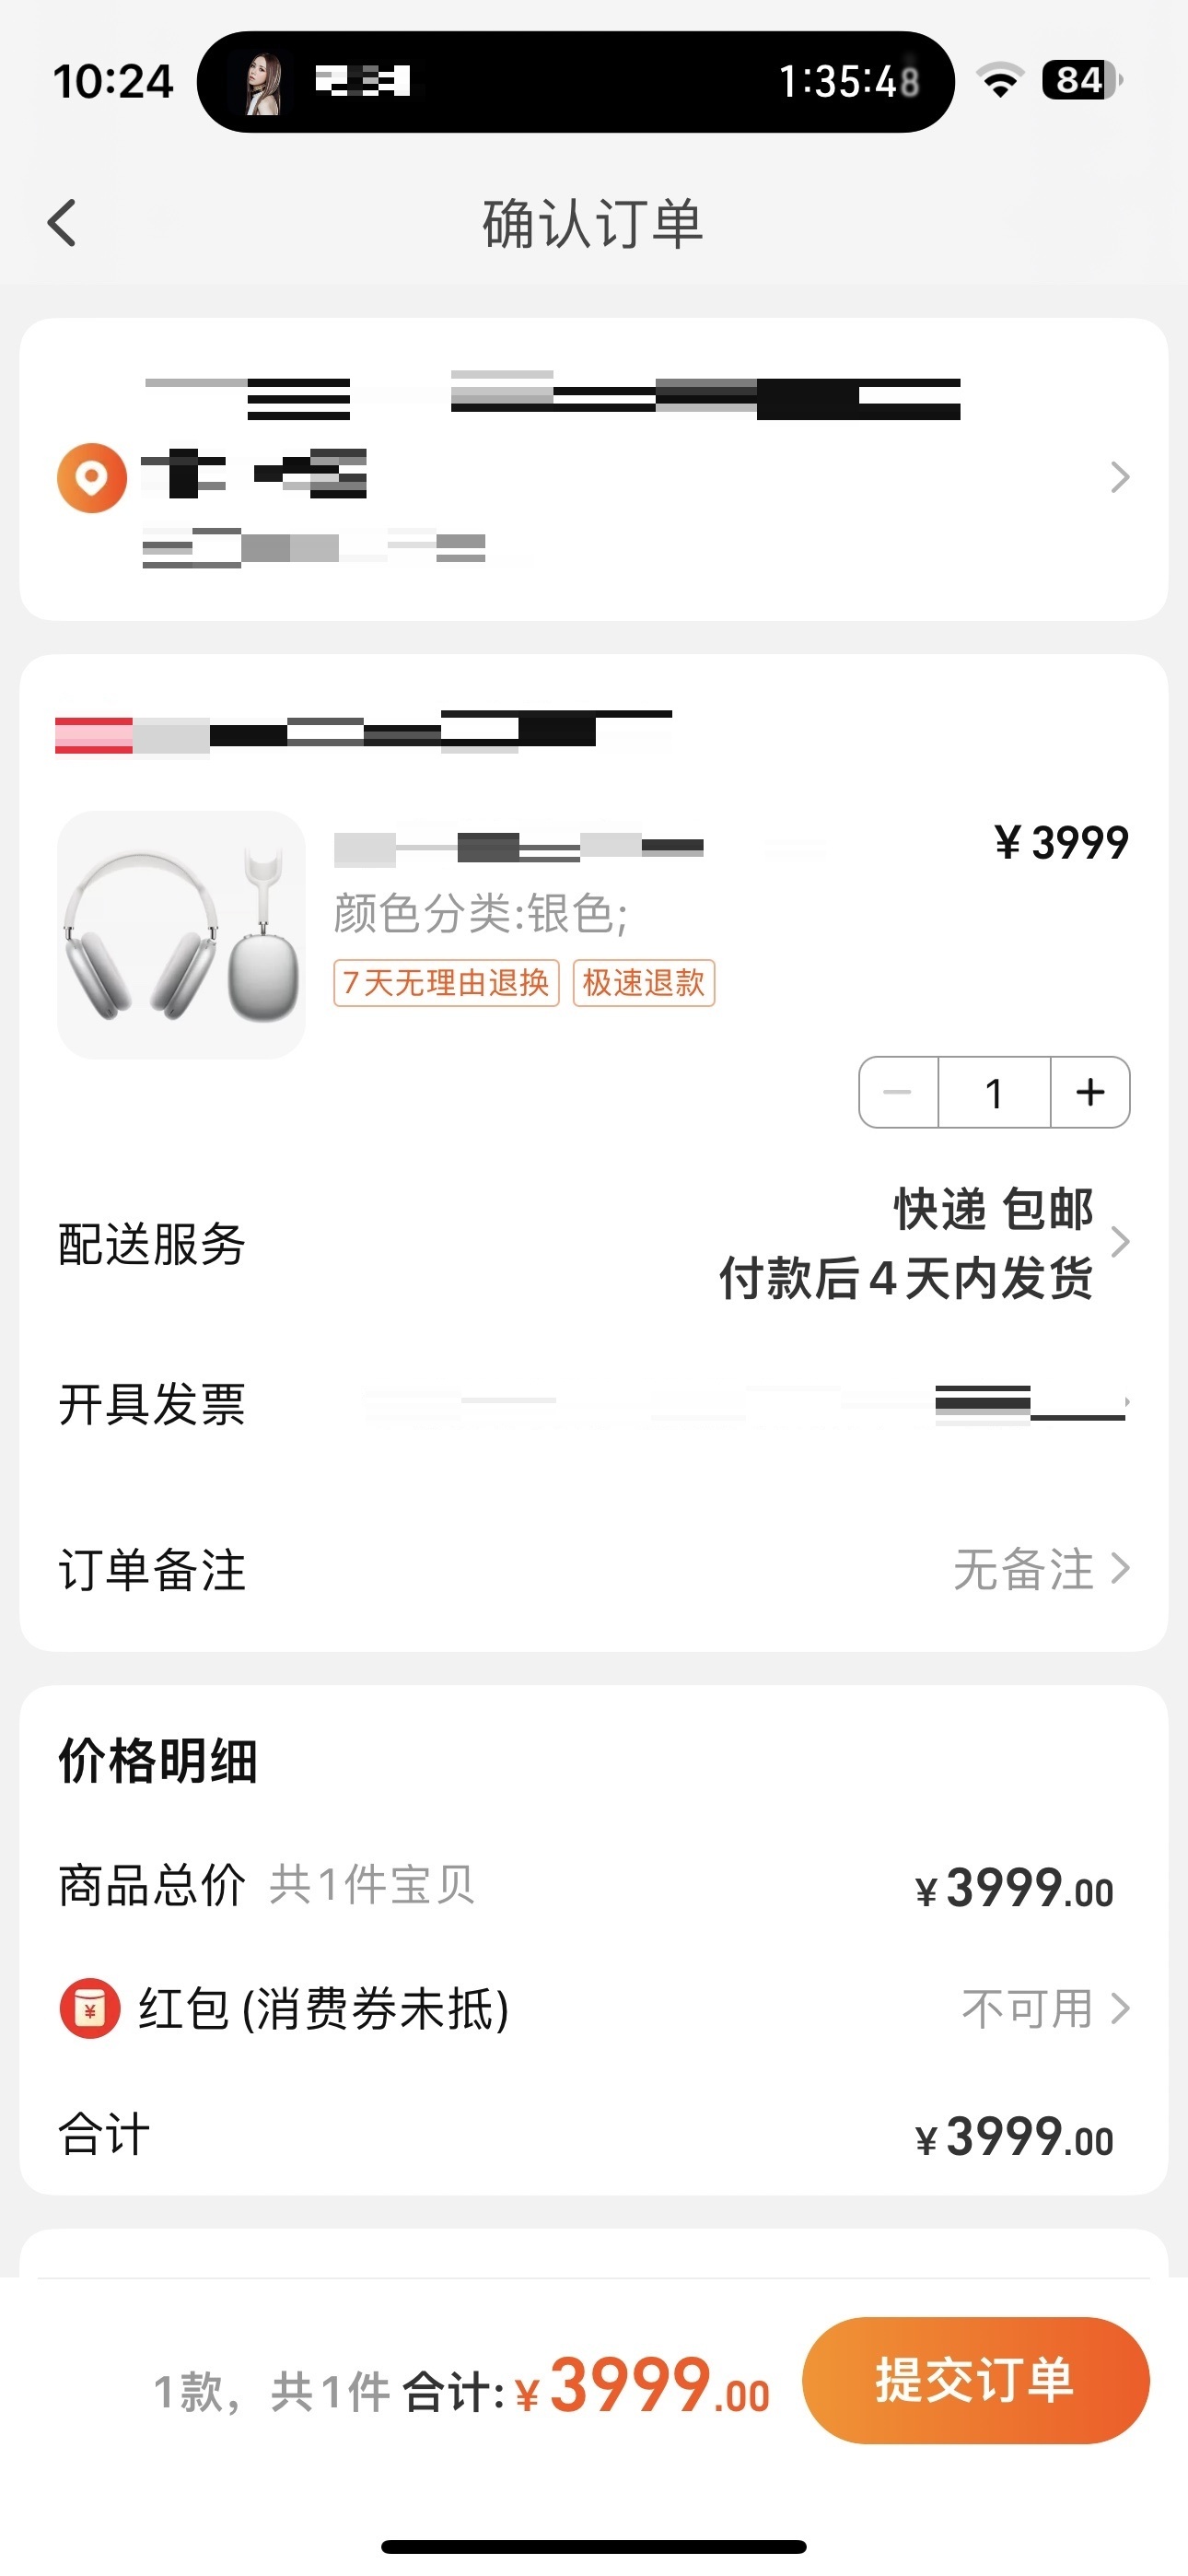 10:24
1:35:48
84
确认订单
¥3999
颜色分类:银色;
7天无理由退换 极速退款
1
配送服务
快递 包邮
付款后4天内发货
开具发票
订单备注 无备注
价格明细
商品总价 共1件宝贝 ¥3999.00
¥ 红包(消费券未抵) 不可用
合计 ¥3999.00
1款，共1件 合计:¥3999.00 提交订单